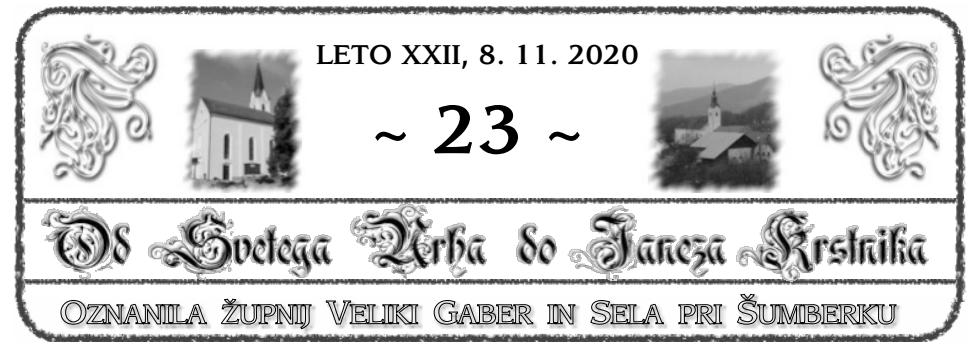 LETO XXII, 8. 11. 2020
~ 23 ~
Od Svetega Urba do Janeza Krstnika
OZNANILA ŽUPNIJ VELIKI GABER IN SELA PRI ŠUMBERKU